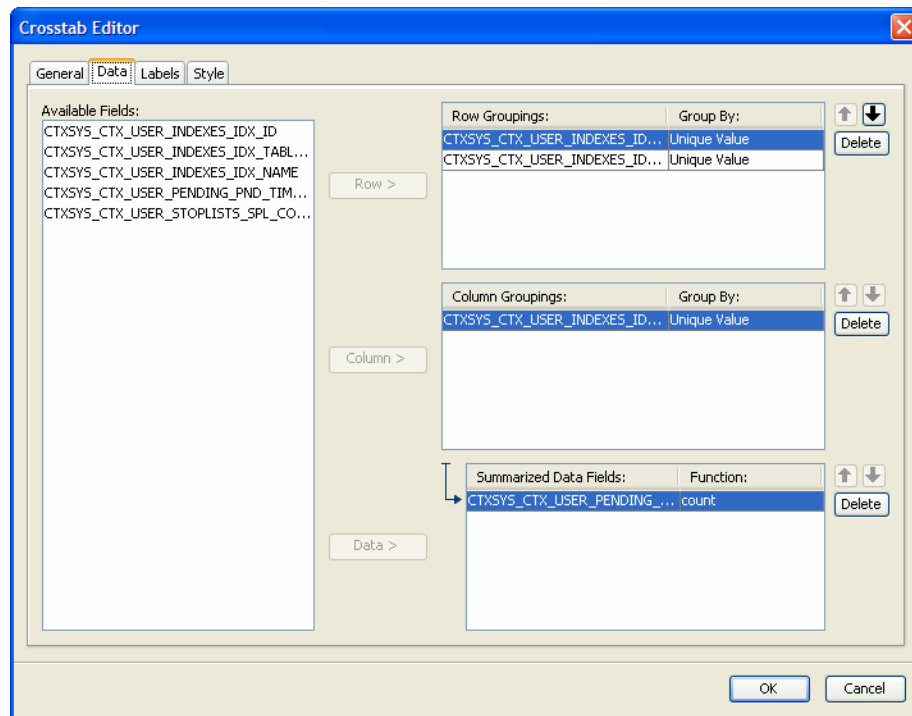 Crosstab Editor
General Data Labels Style
Available Fields:
CTXSYS_CTX_USER_INDEXES_IDX_ID
CTXSYS_CTX_USER_INDEXES_IDX_TABL...
CTXSYS_CTX_USER_INDEXES_IDX_NAME
CTXSYS_CTX_USER_PENDING_PND_TIM...
CTXSYS_CTX_USER_STOPLISTS_SPL_CO...
Row >
Column >
Data >
Row Groupings: Group By:
CTXSYS_CTX_USER_INDEXES_ID... Unique Value
CTXSYS_CTX_USER_INDEXES_ID... Unique Value
Delete
Column Groupings: Group By:
CTXSYS_CTX_USER_INDEXES_ID... Unique Value
Delete
Summarized Data Fields: Function:
CTXSYS_CTX_USER_PENDING_... count
Delete
OK Cancel